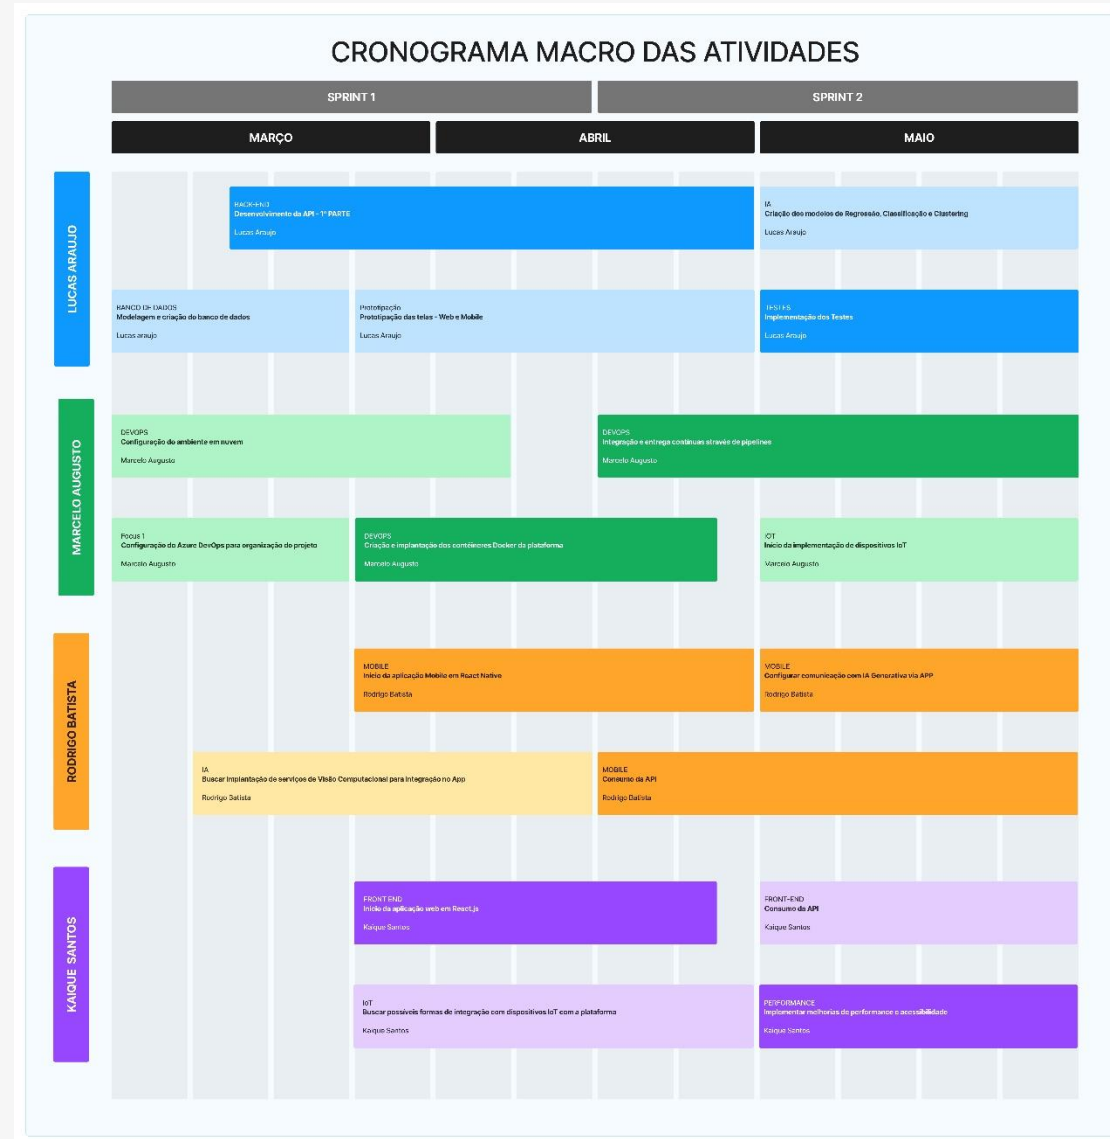 CRONOGRAMA MACRO DAS ATIVIDADES
SPRINT 1
SPRINT 2
MARÇO
ABRIL
MAIO
LUCAS ARAUJO
BACK-END
Desenvolvimento da API - 1ª PARTE
Lucas Araujo
IA
Criação dos modelos de Regressão, Classificação e Clustering
Lucas Araujo
BANCO DE DADOS
Modelagem e criação do banco de dados
Lucas araujo
Prototipação
Prototipação das telas - Web e Mobile
Lucas Araujo
TESTES
Implementação dos Testes
Lucas Araujo
MARCELO AUGUSTO
DEVOPS
Configuração do ambiente em nuvem
Marcelo Augusto
DEVOPS
Integração e entrega contínuas através de pipelines
Marcelo Augusto
Focus 1
Configuração do Azure DevOps para organização do projeto
Marcelo Augusto
DEVOPS
Criação e implantação dos contêineres Docker da plataforma
Marcelo Augusto
IOT
Início da implementação de dispositivos IoT
Marcelo Augusto
RODRIGO BATISTA
MOBILE
Início da aplicação Mobile em React Native
Rodrigo Batista
MOBILE
Configurar comunicação com IA Generativa via APP
Rodrigo Batista
IA
Buscar implantação de serviços de Visão Computacional para integração no App
Rodrigo Batista
MOBILE
Consumo da API
Rodrigo Batista
KAIQUE SANTOS
FRONT END
Início da aplicação web em React.js
Kaique Santos
FRONT-END
Consumo da API
Kaique Santos
IoT
Buscar possíveis formas de integração com dispositivos IoT com a plataforma
Kaique Santos
PERFORMANCE
Implementar melhorias de performance e acessibilidade
Kaique Santos